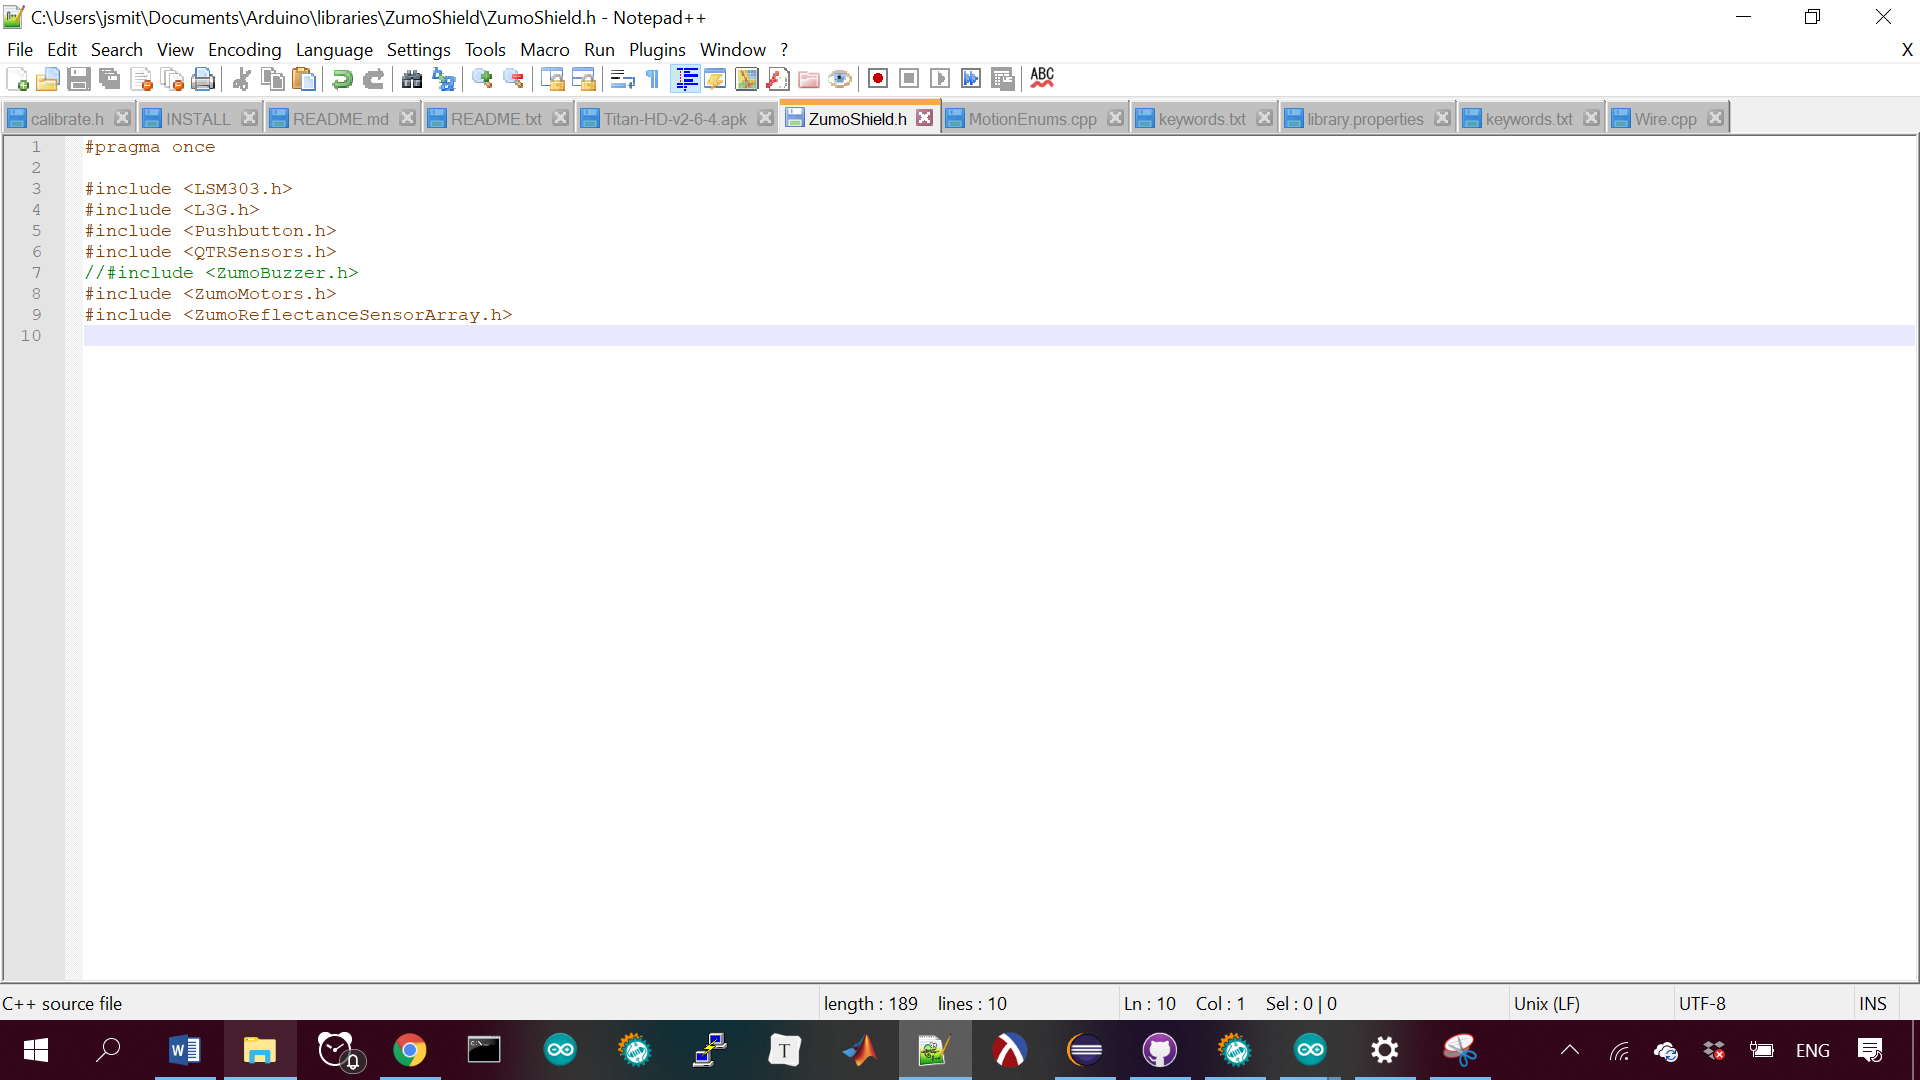 C:\Users\jsmit\Documents\Arduino\libraries\ZumoShield\ZumoShield.h - Notepad++
File Edit Search View Encoding Language Settings Tools Macro Run Plugins Window ? X
ABC
calibrate.h INSTALL README.md README.txt Titan-HD-v2-6-4.apk ZumoShield.h MotionEnums.cpp keywords.txt library.properties keywords.txt Wire.cpp
1 #pragma once
2
3 #include <LSM303.h>
4 #include <L3G.h>
5 #include <Pushbutton.h>
6 #include <QTRSensors.h>
7 //#include <ZumoBuzzer.h>
8 #include <ZumoMotors.h>
9 #include <ZumoReflectanceSensorArray.h>
10
C++ source file length : 189 lines : 10 Ln : 10 Col : 1 Sel : 0 | 0 Unix (LF) UTF-8 INS
T ENG